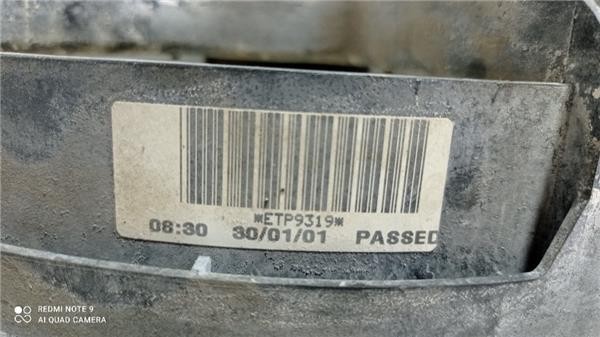 *ETP9319*
08:30 30/01/01 PASSED
REDMI NOTE 9
AI QUAD CAMERA